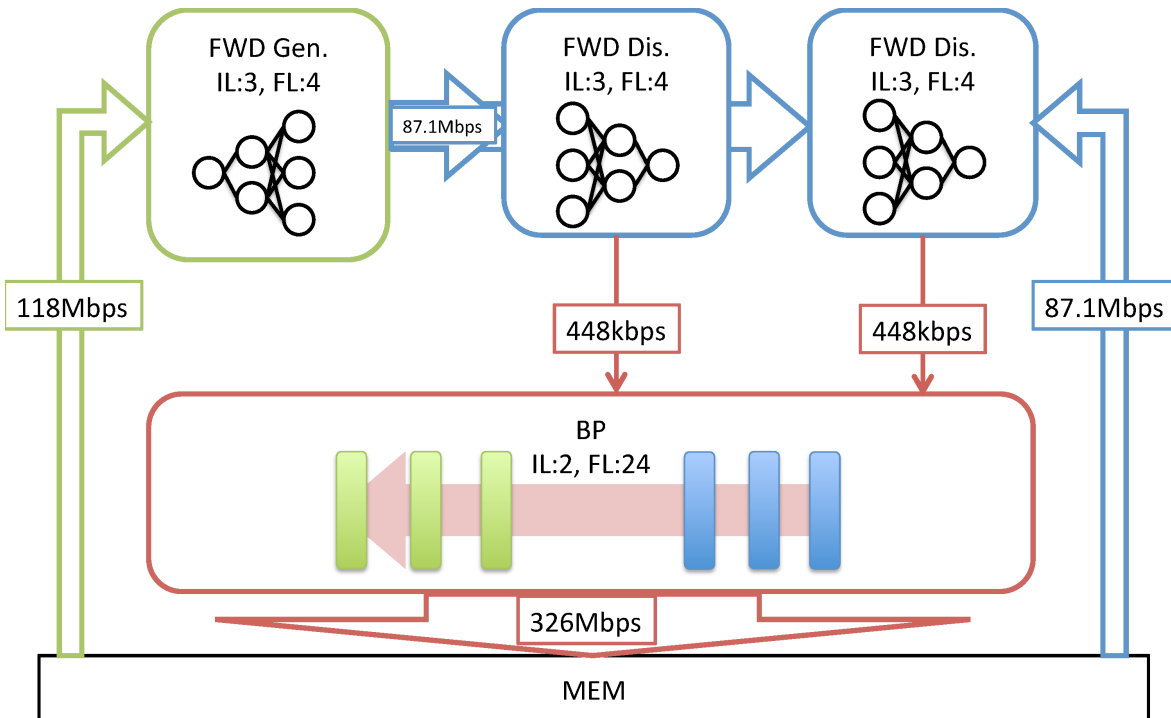 FWD Gen.
IL:3, FL:4
FWD Dis.
IL:3, FL:4
FWD Dis.
IL:3, FL:4
87.1Mbps
118Mbps
448kbps
448kbps
87.1Mbps
BP
IL:2, FL:24
326Mbps
MEM